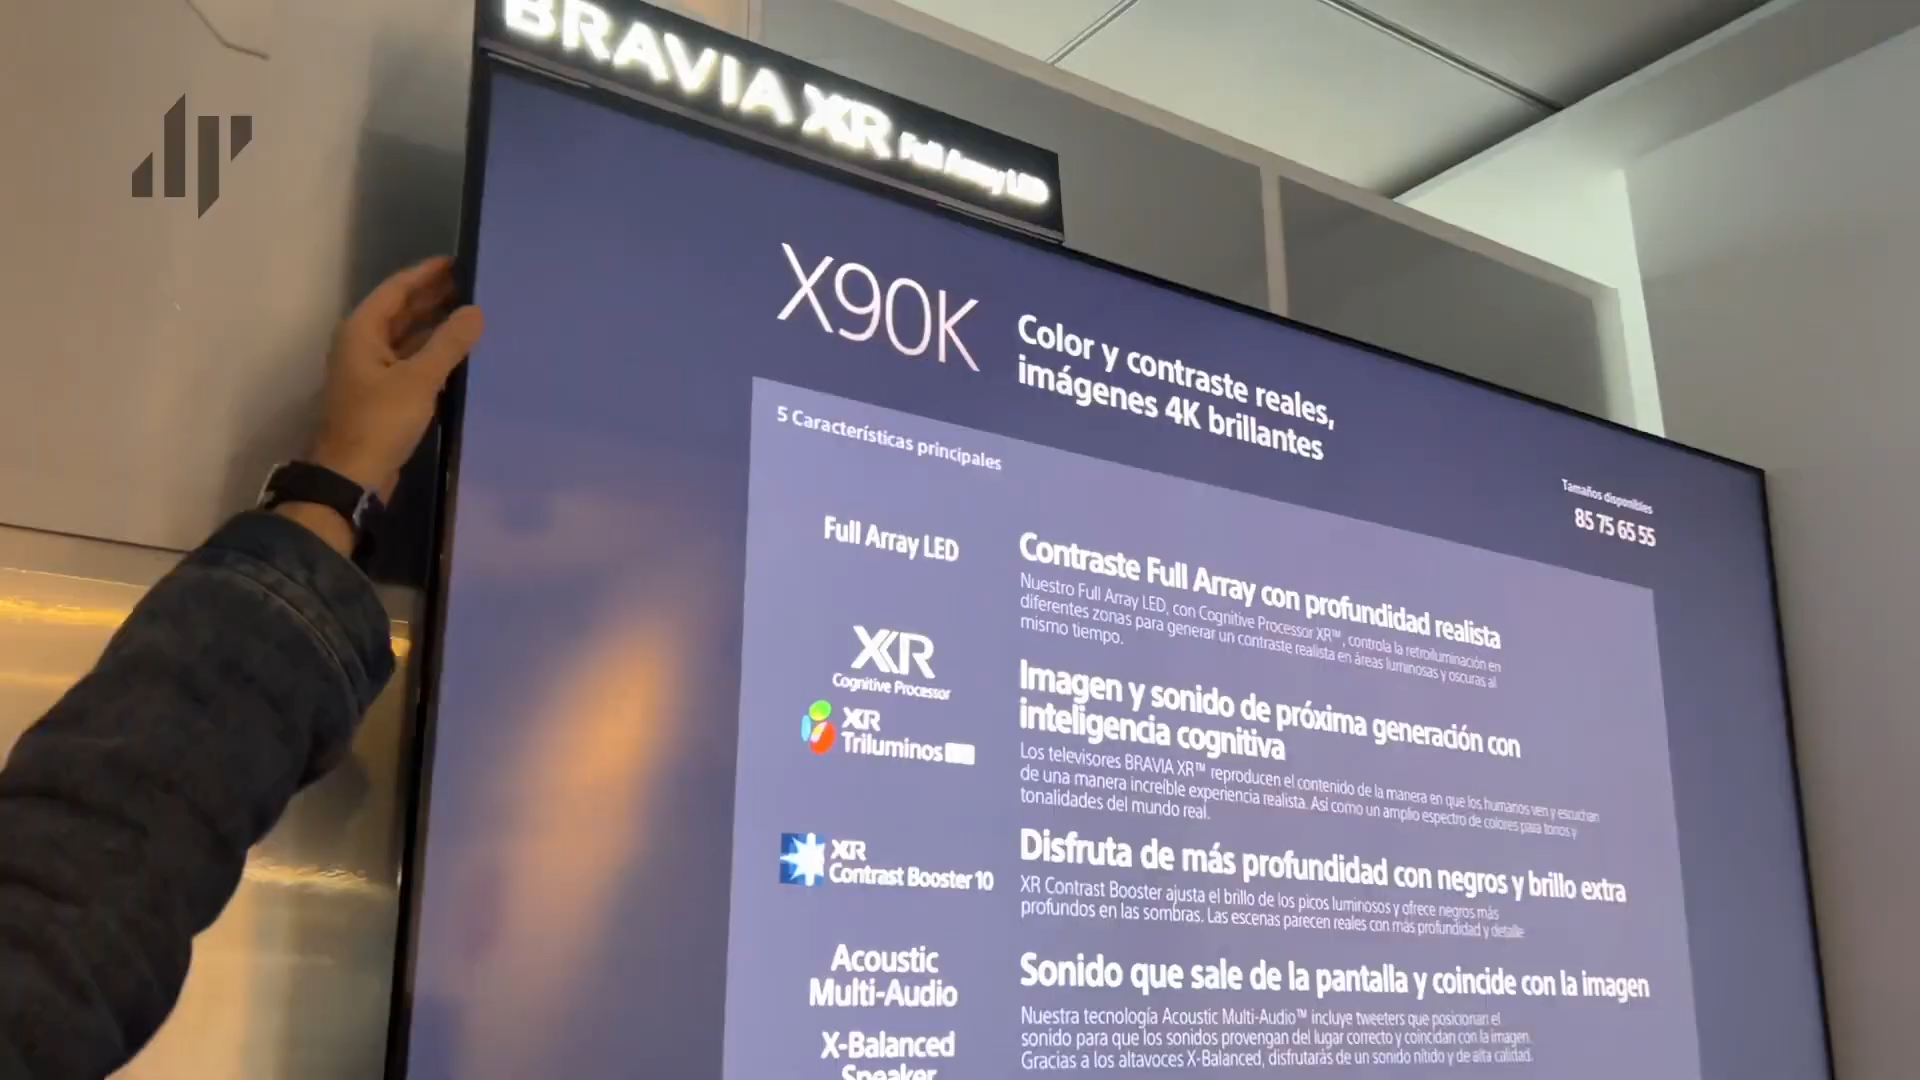 BRAVIA XR Full Array LED
X90K
Color y contraste reales,
imágenes 4K brillantes
Tamaños disponibles
85 75 65 55
5 Características principales
Full Array LED
Contraste Full Array con profundidad realista
Nuestro Full Array LED, con Cognitive Processor XR™, controla la retroiluminación en
diferentes zonas para generar un contraste realista en áreas luminosas y oscuras al
mismo tiempo.
XR
Cognitive Processor
XR
Triluminos
Imagen y sonido de próxima generación con
inteligencia cognitiva
Los televisores BRAVIA XR™ reproducen el contenido de la manera en que los humanos ven y escuchan
de una manera increíble experiencia realista. Asi como un amplio espectro de colores para tonos y
tonalidades del mundo real.
XR
Contrast Booster 10
Disfruta de más profundidad con negros y brillo extra
XR Contrast Booster ajusta el brillo de los picos luminosos y ofrece negros más
profundos en las sombras. Las escenas parecen reales con más profundidad y detalle
Acoustic
Multi-Audio
X-Balanced
Speaker
Sonido que sale de la pantalla y coincide con la imagen
Nuestra tecnología Acoustic Multi-Audio™ incluye tweeters que posicionan el
sonido para que los sonidos provengan del lugar correcto y coincidan con la imagen.
Gracias a los altavoces X-Balanced, disfrutarás de un sonido nítido y de alta calidad.